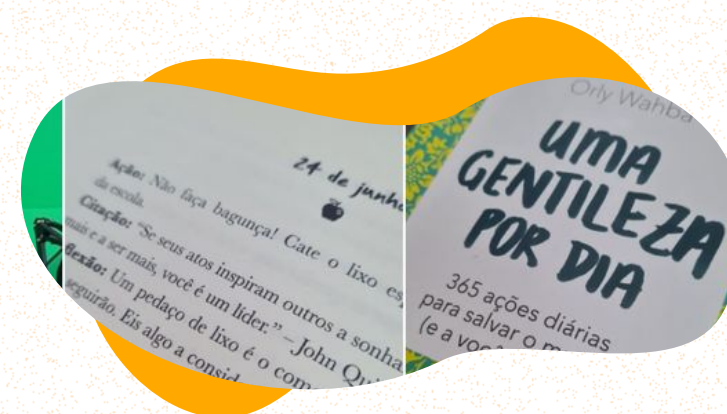 24 de junho
Ação: Não faça bagunça! Cate o lixo
da escola.
Citação: "Se seus atos inspiram outros a sonha
mais e a ser mais, você é um líder." – John
Um pedaço de lixo é o com
seguirão. Eis algo a consid
Orly Wahba
UMA
GENTILEZA
POR DIA
365 ações diárias
para salvar o
(e a você